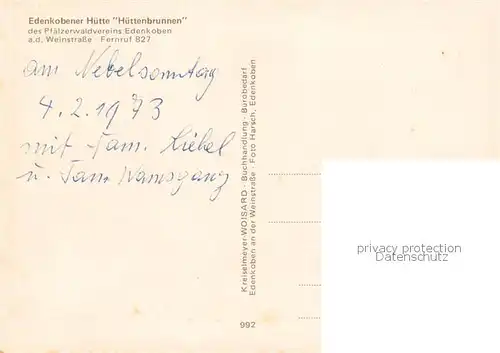 Edenkobener Hütte "Hüttenbrunnen"
des Pfälzerwaldvereins Edenkoben
a.d. Weinstraße Fernruf 827
am Nebelsonntag
4.2.1973
mit Fam. Liebel
u. Fam
Kreiselmeyer-WOISARD · Buchhandlung · Bürobedarf
Edenkoben an der Weinstraße · Foto Harsch, Edenkoben
privacy protection
Datenschutz
992